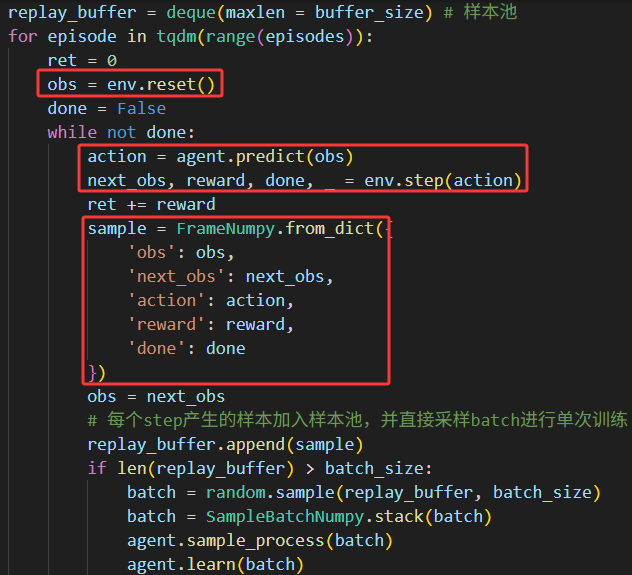 replay_buffer = deque(maxlen = buffer_size) # 样本池
for episode in tqdm(range(episodes)):
    ret = 0
    obs = env.reset()
    done = False
    while not done:
        action = agent.predict(obs)
        next_obs, reward, done, _ = env.step(action)
        ret += reward
        sample = FrameNumpy.from_dict({
            'obs': obs,
            'next_obs': next_obs,
            'action': action,
            'reward': reward,
            'done': done
        })
        obs = next_obs
        # 每个step产生的样本加入样本池，并直接采样batch进行单次训练
        replay_buffer.append(sample)
        if len(replay_buffer) > batch_size:
            batch = random.sample(replay_buffer, batch_size)
            batch = SampleBatchNumpy.stack(batch)
            agent.sample_process(batch)
            agent.learn(batch)